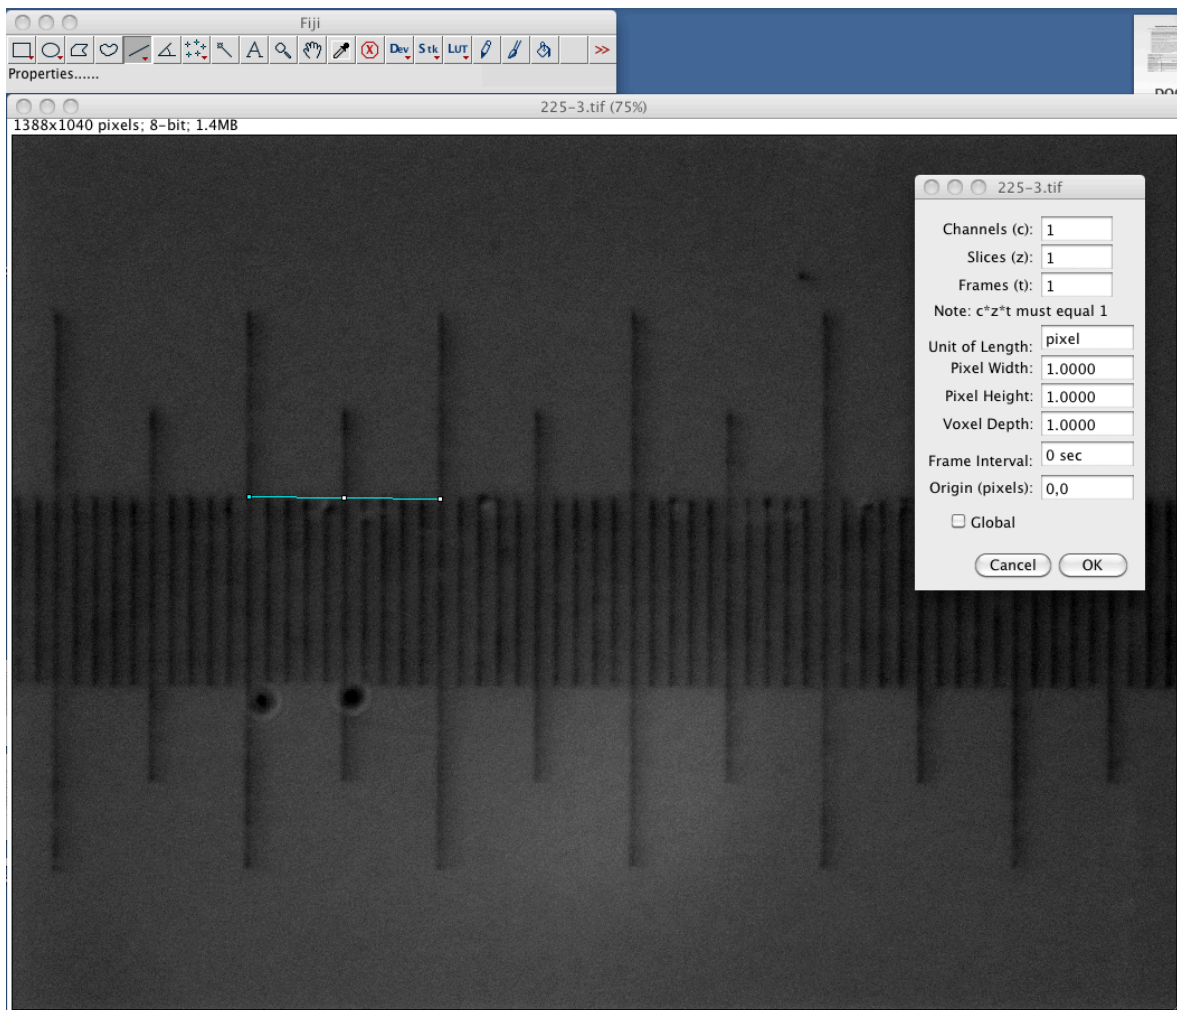 Fiji
A Dev Stk LUT >>
Properties......
225-3.tif (75%)
1388x1040 pixels; 8-bit; 1.4MB
225-3.tif
Channels (c): 1
Slices (z): 1
Frames (t): 1
Note: c*z*t must equal 1
Unit of Length: pixel
Pixel Width: 1.0000
Pixel Height: 1.0000
Voxel Depth: 1.0000
Frame Interval: 0 sec
Origin (pixels): 0,0
Global
Cancel OK